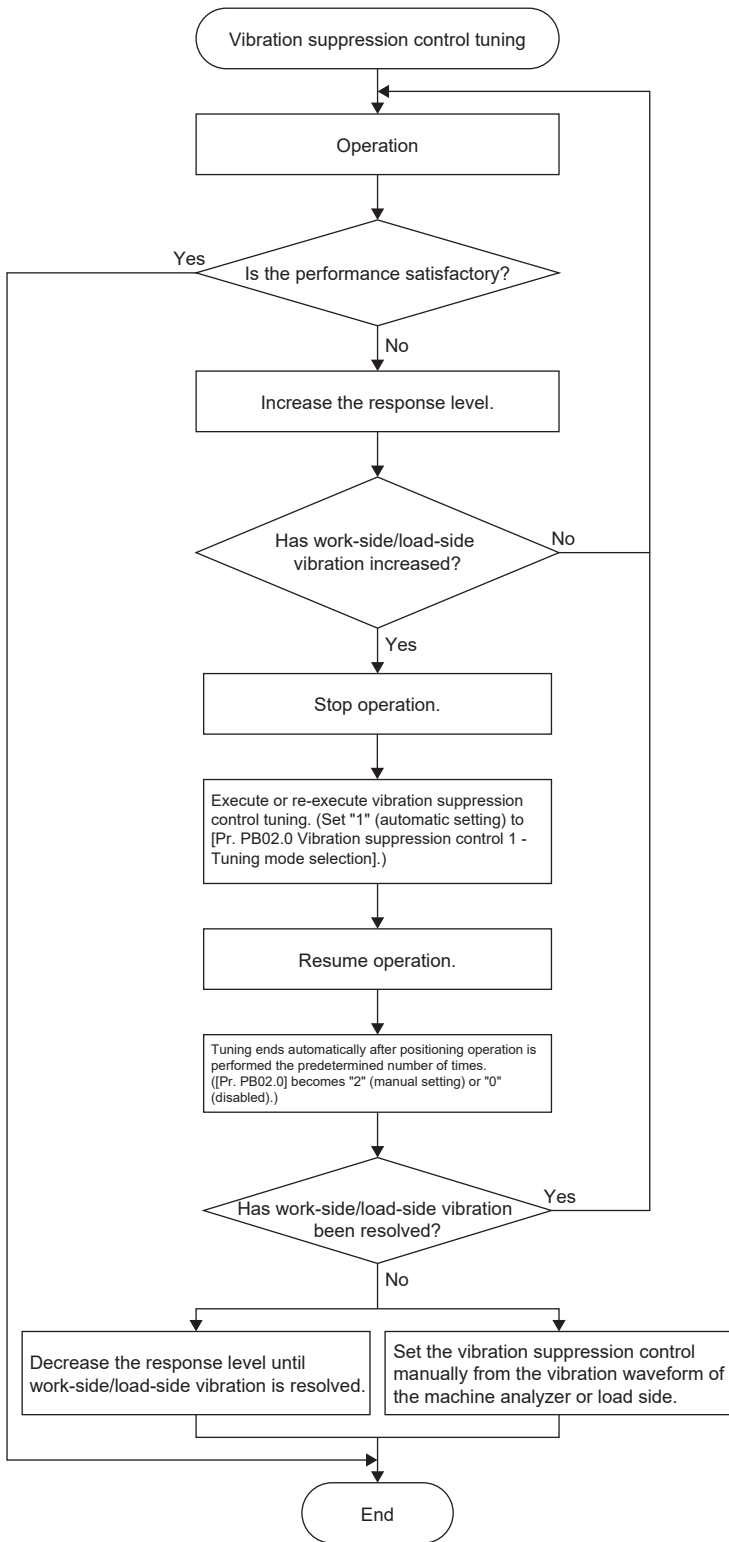 Vibration suppression control tuning
Operation
Yes
Is the performance satisfactory?
No
Increase the response level.
Has work-side/load-side
vibration increased?
No
Yes
Stop operation.
Execute or re-execute vibration suppression
control tuning. (Set "1" (automatic setting) to
[Pr. PB02.0 Vibration suppression control 1 -
Tuning mode selection].)
Resume operation.
Tuning ends automatically after positioning operation is
performed the predetermined number of times.
([Pr. PB02.0] becomes "2" (manual setting) or "0"
(disabled).)
Has work-side/load-side vibration
been resolved?
Yes
No
Decrease the response level until
work-side/load-side vibration is resolved.
Set the vibration suppression control
manually from the vibration waveform of
the machine analyzer or load side.
End